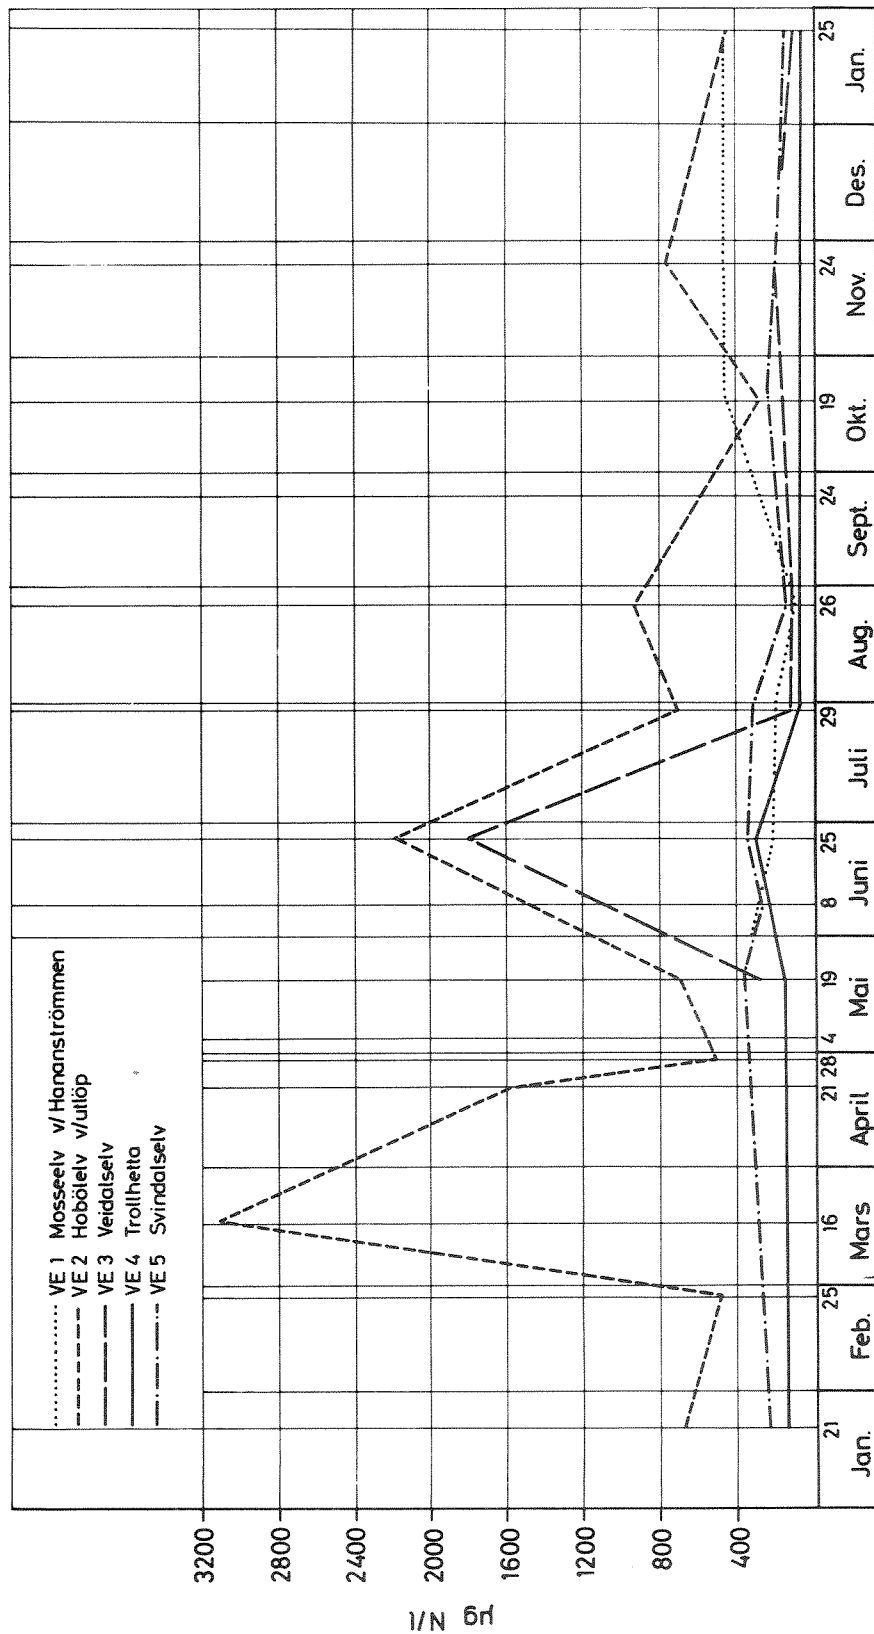 VE 1 Mosseelv v/Hananströmmen
VE 2 Hobölelv v/utlöp
VE 3 Veidalselv
VE 4 Trollhetta
VE 5 Svindalselv
µg N/l
3200
2800
2400
2000
1600
1200
800
400
21 25 16 21 28 4 19 8 25 29 26 24 19 24 25
Jan. Feb. Mars April Mai Juni Juli Aug. Sept. Okt. Nov. Des. Jan.